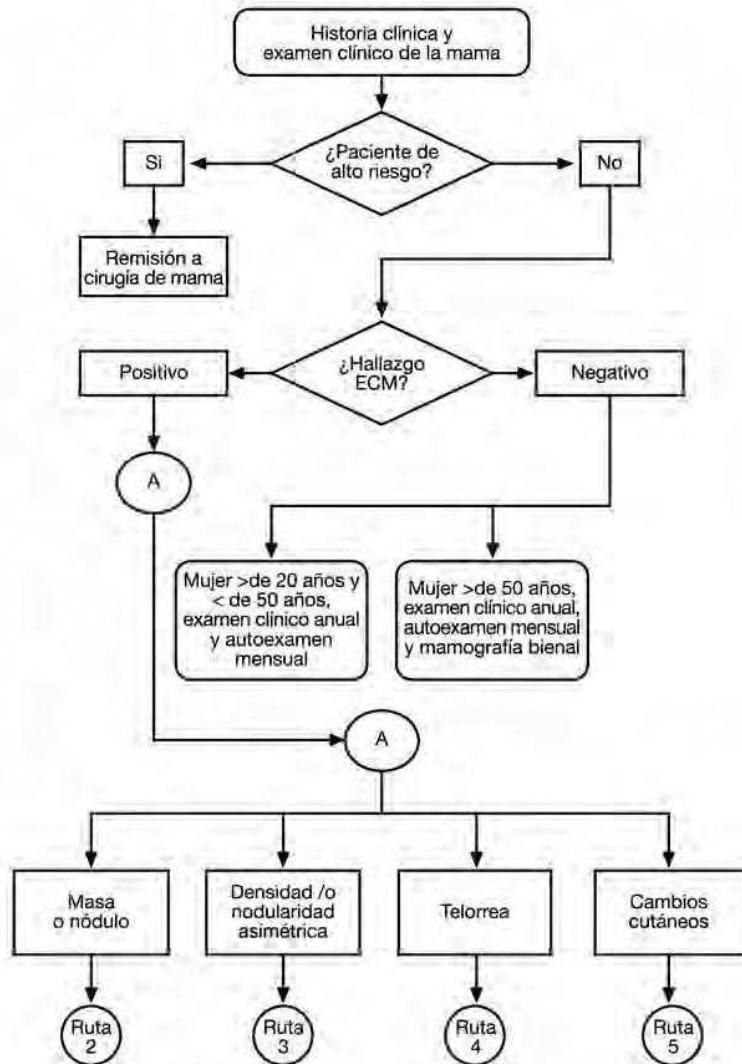 Historia clínica y
examen clínico de la mama
¿Paciente de
alto riesgo?
Si
No
Remisión a
cirugía de mama
¿Hallazgo
ECM?
Positivo
Negativo
A
Mujer >de 20 años y
< de 50 años,
examen clínico anual
y autoexamen
mensual
Mujer >de 50 años,
examen clínico anual,
autoexamen mensual
y mamografía bienal
A
Masa
o nódulo
Densidad /o
nodularidad
asimétrica
Telorrea
Cambios
cutáneos
Ruta
2
Ruta
3
Ruta
4
Ruta
5